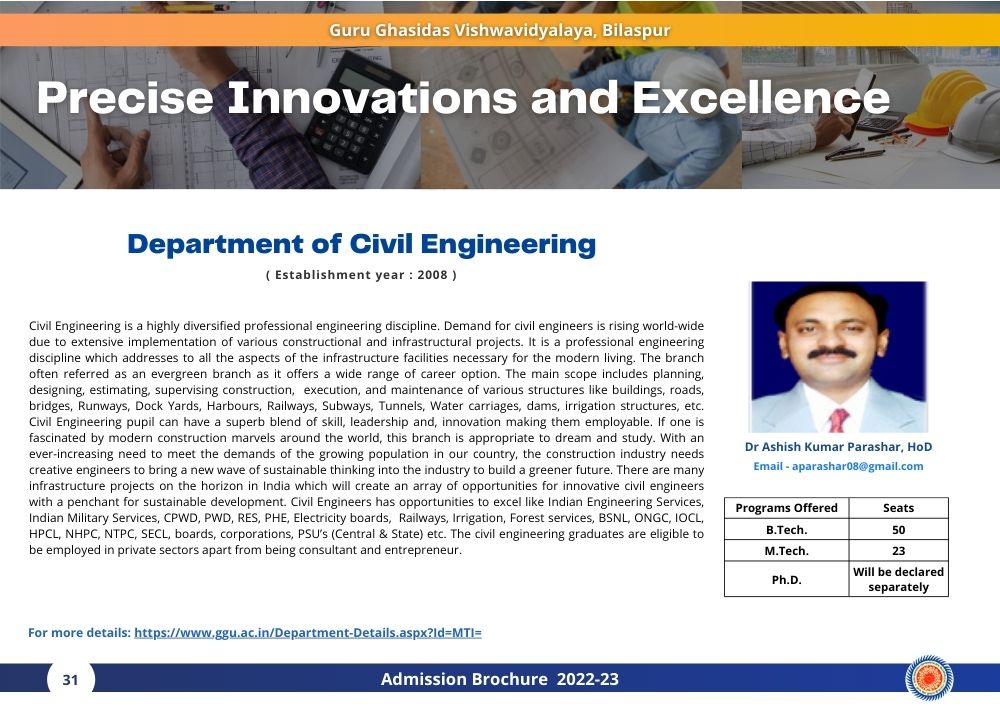 Guru Ghasidas Vishwavidyalaya, Bilaspur
Precise Innovations and Excellence
Department of Civil Engineering
( Establishment year : 2008 )
Civil Engineering is a highly diversified professional engineering discipline. Demand for civil engineers is rising world-wide
due to extensive implementation of various constructional and infrastructural projects. It is a professional engineering
discipline which addresses to all the aspects of the infrastructure facilities necessary for the modern living. The branch
often referred as an evergreen branch as it offers a wide range of career option. The main scope includes planning,
designing, estimating, supervising construction,  execution, and maintenance of various structures like buildings, roads,
bridges, Runways, Dock Yards, Harbours, Railways, Subways, Tunnels, Water carriages, dams, irrigation structures, etc.
Civil Engineering pupil can have a superb blend of skill, leadership and, innovation making them employable. If one is
fascinated by modern construction marvels around the world, this branch is appropriate to dream and study. With an
ever-increasing need to meet the demands of the growing population in our country, the construction industry needs
creative engineers to bring a new wave of sustainable thinking into the industry to build a greener future. There are many
infrastructure projects on the horizon in India which will create an array of opportunities for innovative civil engineers
with a penchant for sustainable development. Civil Engineers has opportunities to excel like Indian Engineering Services,
Indian Military Services, CPWD, PWD, RES, PHE, Electricity boards,  Railways, Irrigation, Forest services, BSNL, ONGC, IOCL,
HPCL, NHPC, NTPC, SECL, boards, corporations, PSU's (Central & State) etc. The civil engineering graduates are eligible to
be employed in private sectors apart from being consultant and entrepreneur.
Dr Ashish Kumar Parashar, HoD
Email - aparashar08@gmail.com
Programs Offered Seats
B.Tech. 50
M.Tech. 23
Ph.D. Will be declared
separately
For more details: https://www.ggu.ac.in/Department-Details.aspx?Id=MTI=
31 Admission Brochure  2022-23